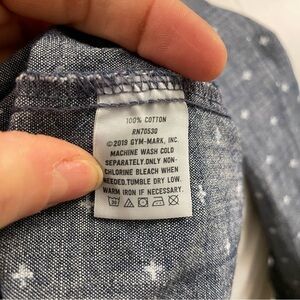 100% COTTON
RN70530
©2019 GYM-MARK, INC.
MACHINE WASH COLD
SEPARATELY.ONLY NON-
CHLORINE BLEACH WHEN
NEEDED.TUMBLE DRY LOW.
WARM IRON IF NECESSARY.